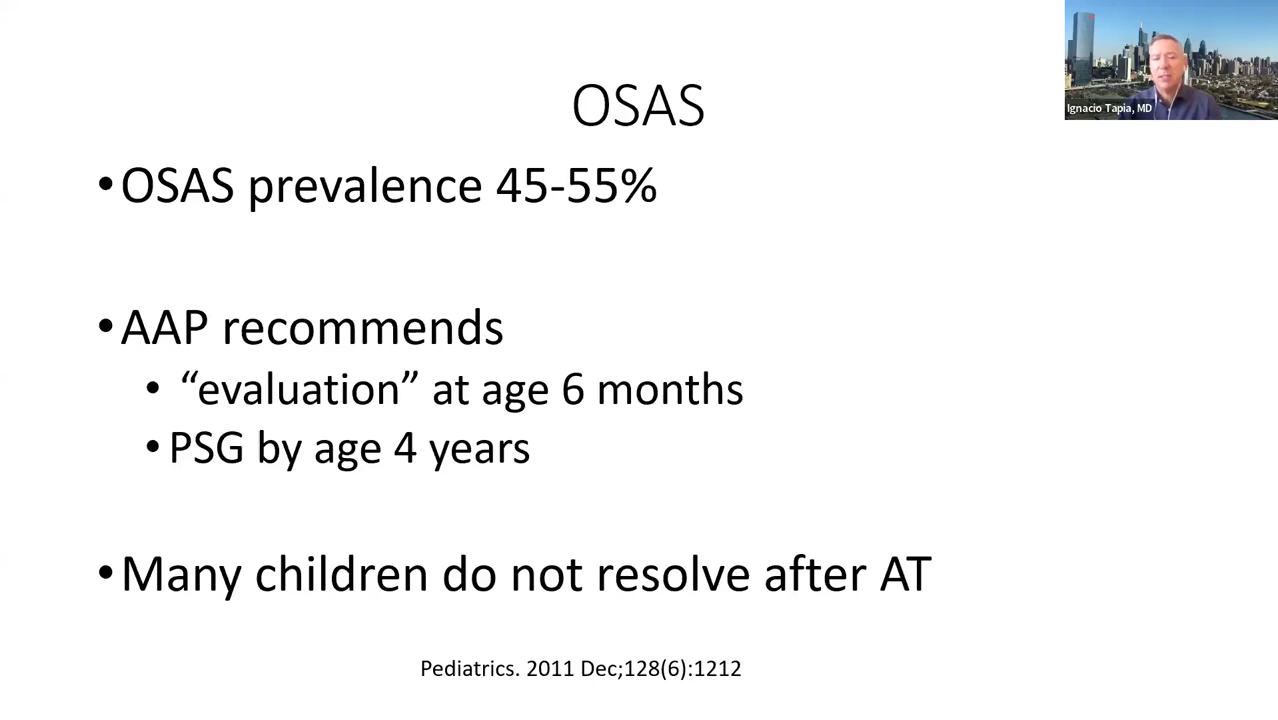 OSAS
•OSAS prevalence 45-55%
•AAP recommends
• “evaluation” at age 6 months
•PSG by age 4 years
•Many children do not resolve after AT
Pediatrics. 2011 Dec;128(6):1212
Ignacio Tapia, MD